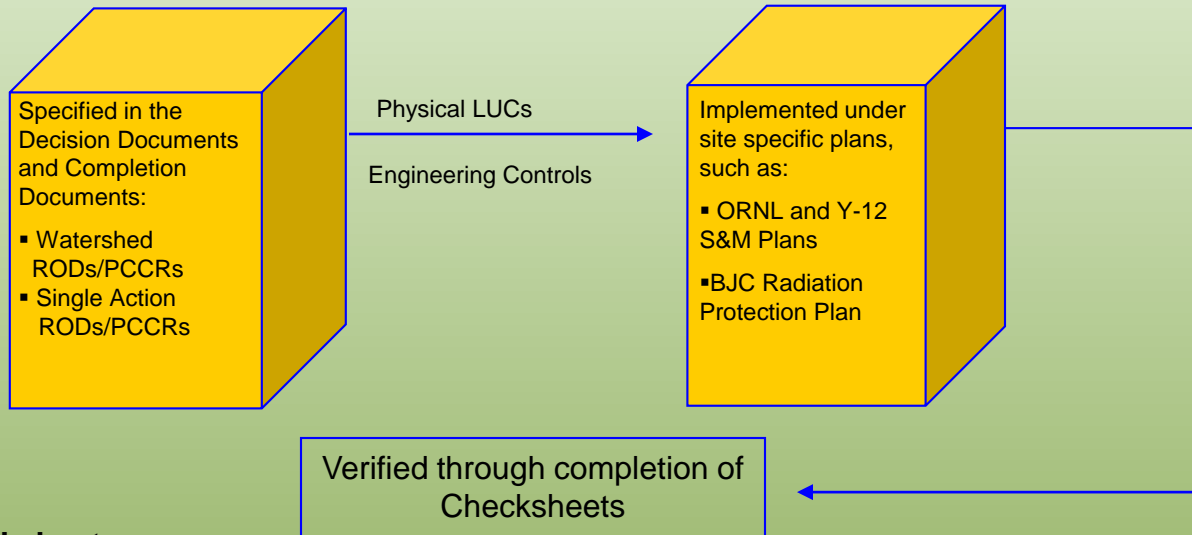 Specified in the
Decision Documents
and Completion
Documents:
▪ Watershed
RODs/PCCRs
▪ Single Action
RODs/PCCRs
Physical LUCs
Engineering Controls
Implemented under
site specific plans,
such as:
▪ ORNL and Y-12
S&M Plans
▪BJC Radiation
Protection Plan
Verified through completion of
Checksheets